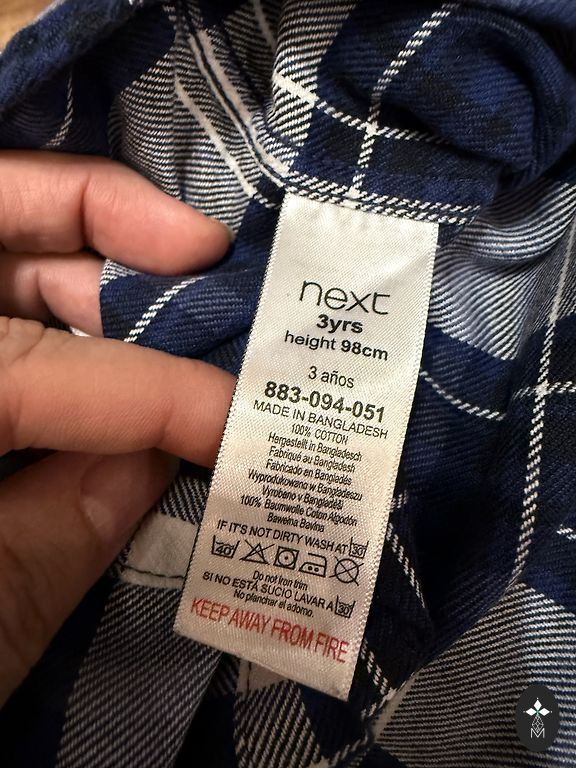 next
3yrs
height 98cm
3 años
883-094-051
MADE IN BANGLADESH
100% COTTON
Hergestellt in Bangladesch
Fabriqué au Bangladesh
Fabricado en Bangladés
Wyprodukowano w Bangladeszu
Vyrobeno v Bangladéši
100% Baumwolle Coton Algodón
Bawełna Bavlna
IF IT'S NOT DIRTY WASH AT 30
40
Do not iron trim
SI NO ESTÁ SUCIO LAVAR A 30
No planchar el adorno.
KEEP AWAY FROM FIRE
M